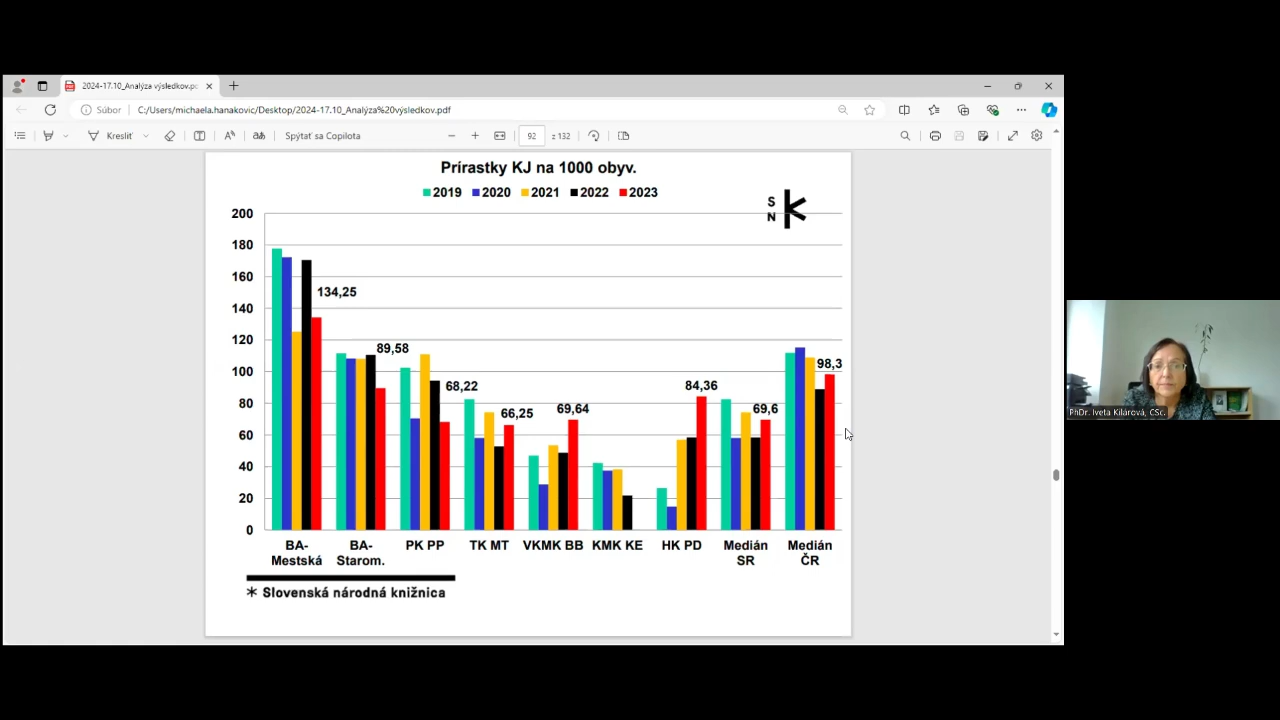 2024-17.10_Analýza výsledkov.pc
Súbor
C:/Users/michaela.hanakovic/Desktop/2024-17.10_Analýza%20výsledkov.pdf
Kresliť
Spýtať sa Copilota
92
z 132
Prírastky KJ na 1000 obyv.
2019 2020 2021 2022 2023
S
N
200
180
160
140
120
100
80
60
40
20
0
134,25
89,58
68,22
66,25
69,64
84,36
69,6
98,3
BA-Mestská
BA-Starom.
PK PP
TK MT
VKMK BB
KMK KE
HK PD
Medián SR
Medián ČR
Slovenská národná knižnica
PhDr. Iveta Kilárová, CSc.